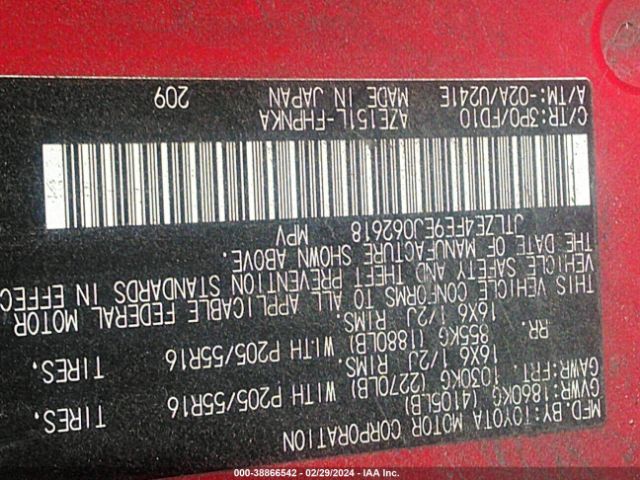 MFD.BY:TOYOTA MOTOR CORPORATION
GVWR:1860KG (4105LB)
GAWR:FRT. 1030KG (2270LB) WITH P205/55R16 TIRES.
16X6 1/2J RIMS.
RR. 855KG (1880LB) WITH P205/55R16 TIRES.
16X6 1/2J RIMS.
THIS VEHICLE CONFORMS TO ALL APPLICABLE FEDERAL MOTOR
VEHICLE SAFETY AND THEFT PREVENTION STANDARDS IN EFFEC
THE DATE OF MANUFACTURE SHOWN ABOVE.
JTLZE4FE9EJ062618 MPV
C/TR:3P0/FD10 AZE151L-FHPNKA
A/TM:-02A/U241E MADE IN JAPAN 209
000-38866542 - 02/29/2024 - IAA Inc.